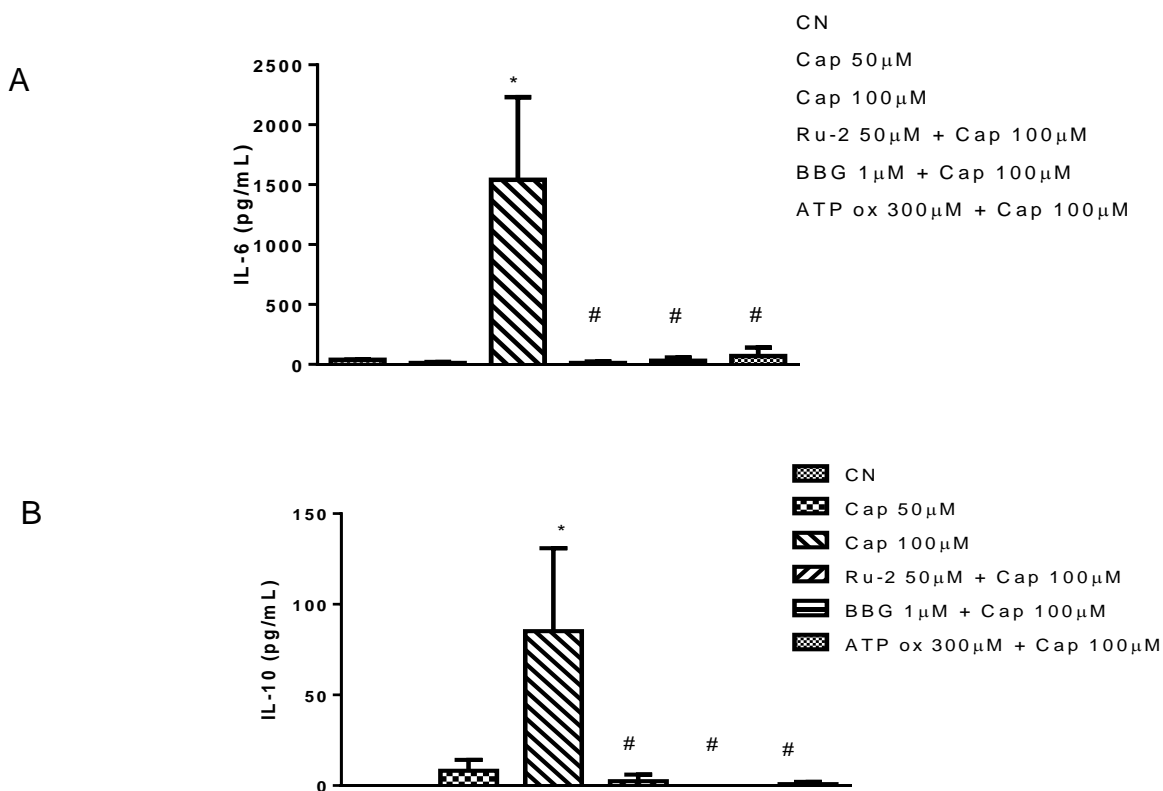 A
CN
Cap 50μM
Cap 100μM
Ru-2 50μM + Cap 100μM
BBG 1μM + Cap 100μM
ATP ox 300μM + Cap 100μM
IL-6 (pg/mL)
2500
2000
1500
1000
500
0
*
#
#
#
B
CN
Cap 50μM
Cap 100μM
Ru-2 50μM + Cap 100μM
BBG 1μM + Cap 100μM
ATP ox 300μM + Cap 100μM
IL-10 (pg/mL)
150
100
50
0
*
#
#
#